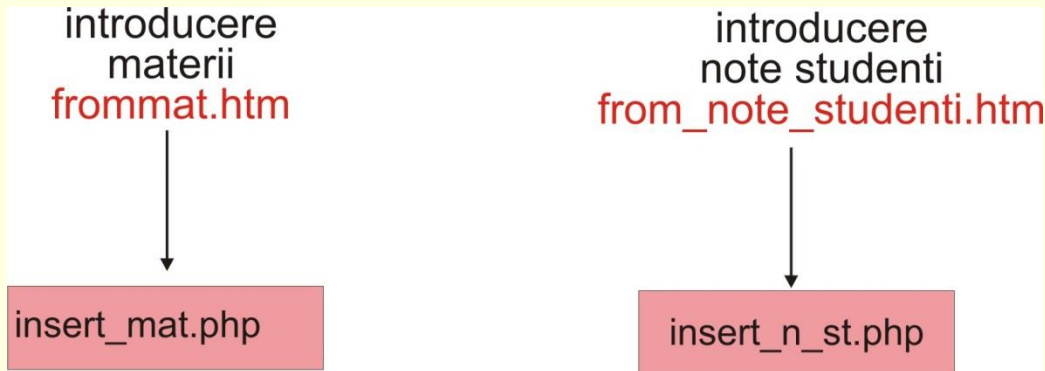 introducere
materii
frommat.htm
insert_mat.php
introducere
note studenti
from_note_studenti.htm
insert_n_st.php